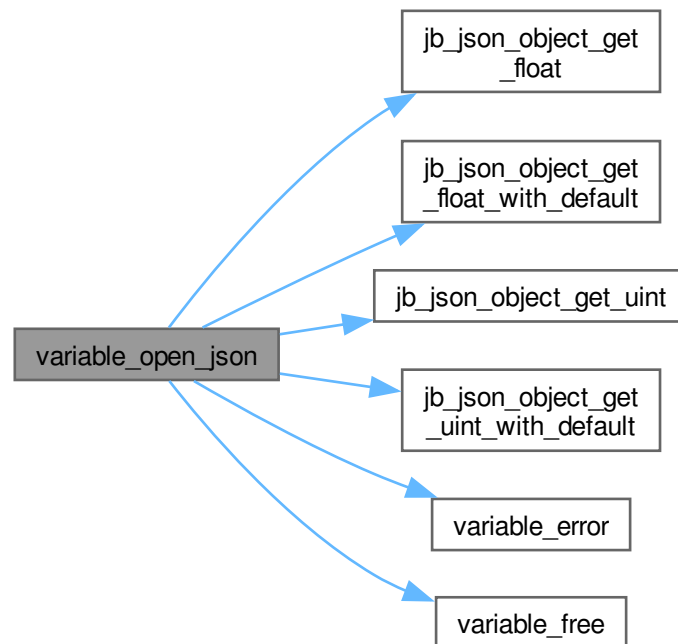 jb_json_object_get
_float
jb_json_object_get
_float_with_default
jb_json_object_get_uint
variable_open_json
jb_json_object_get
_uint_with_default
variable_error
variable_free